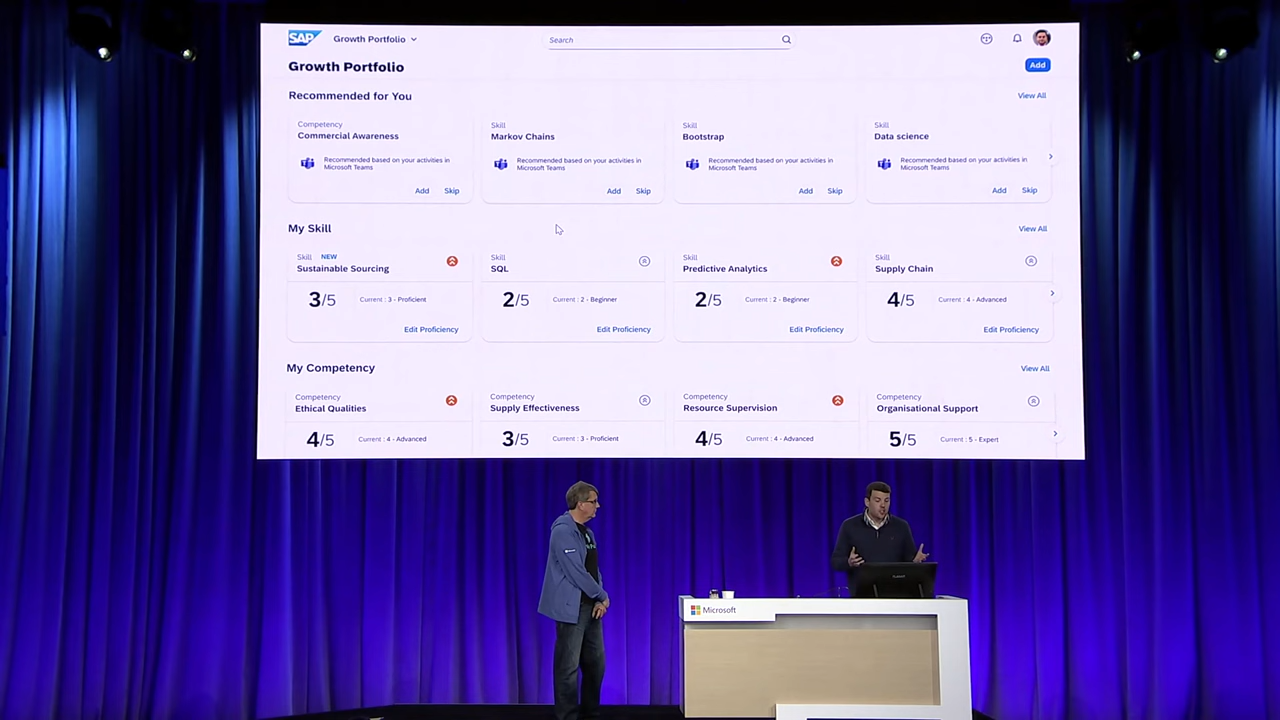 SAP
Growth Portfolio
Search
Growth Portfolio
Add
Recommended for You
View All
Competency
Commercial Awareness
Recommended based on your activities in
Microsoft Teams
Add Skip
Skill
Markov Chains
Recommended based on your activities in
Microsoft Teams
Add Skip
Skill
Bootstrap
Recommended based on your activities in
Microsoft Teams
Add Skip
Skill
Data science
Recommended based on your activities in
Microsoft Teams
Add Skip
My Skill
View All
Skill NEW
Sustainable Sourcing
3/5 Current : 3 - Proficient
Edit Proficiency
Skill
SQL
2/5 Current : 2 - Beginner
Edit Proficiency
Skill
Predictive Analytics
2/5 Current : 2 - Beginner
Edit Proficiency
Skill
Supply Chain
4/5 Current : 4 - Advanced
Edit Proficiency
My Competency
View All
Competency
Ethical Qualities
4/5 Current : 4 - Advanced
Competency
Supply Effectiveness
3/5 Current : 3 - Proficient
Competency
Resource Supervision
4/5 Current : 4 - Advanced
Competency
Organisational Support
5/5 Current : 5 - Expert
Microsoft